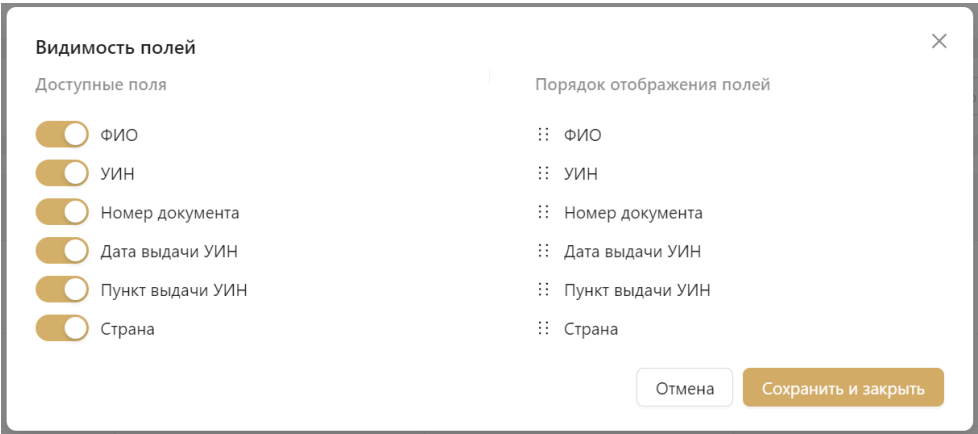 Видимость полей
Доступные поля
Порядок отображения полей
ФИО
ФИО
УИН
УИН
Номер документа
Номер документа
Дата выдачи УИН
Дата выдачи УИН
Пункт выдачи УИН
Пункт выдачи УИН
Страна
Страна
Отмена
Сохранить и закрыть